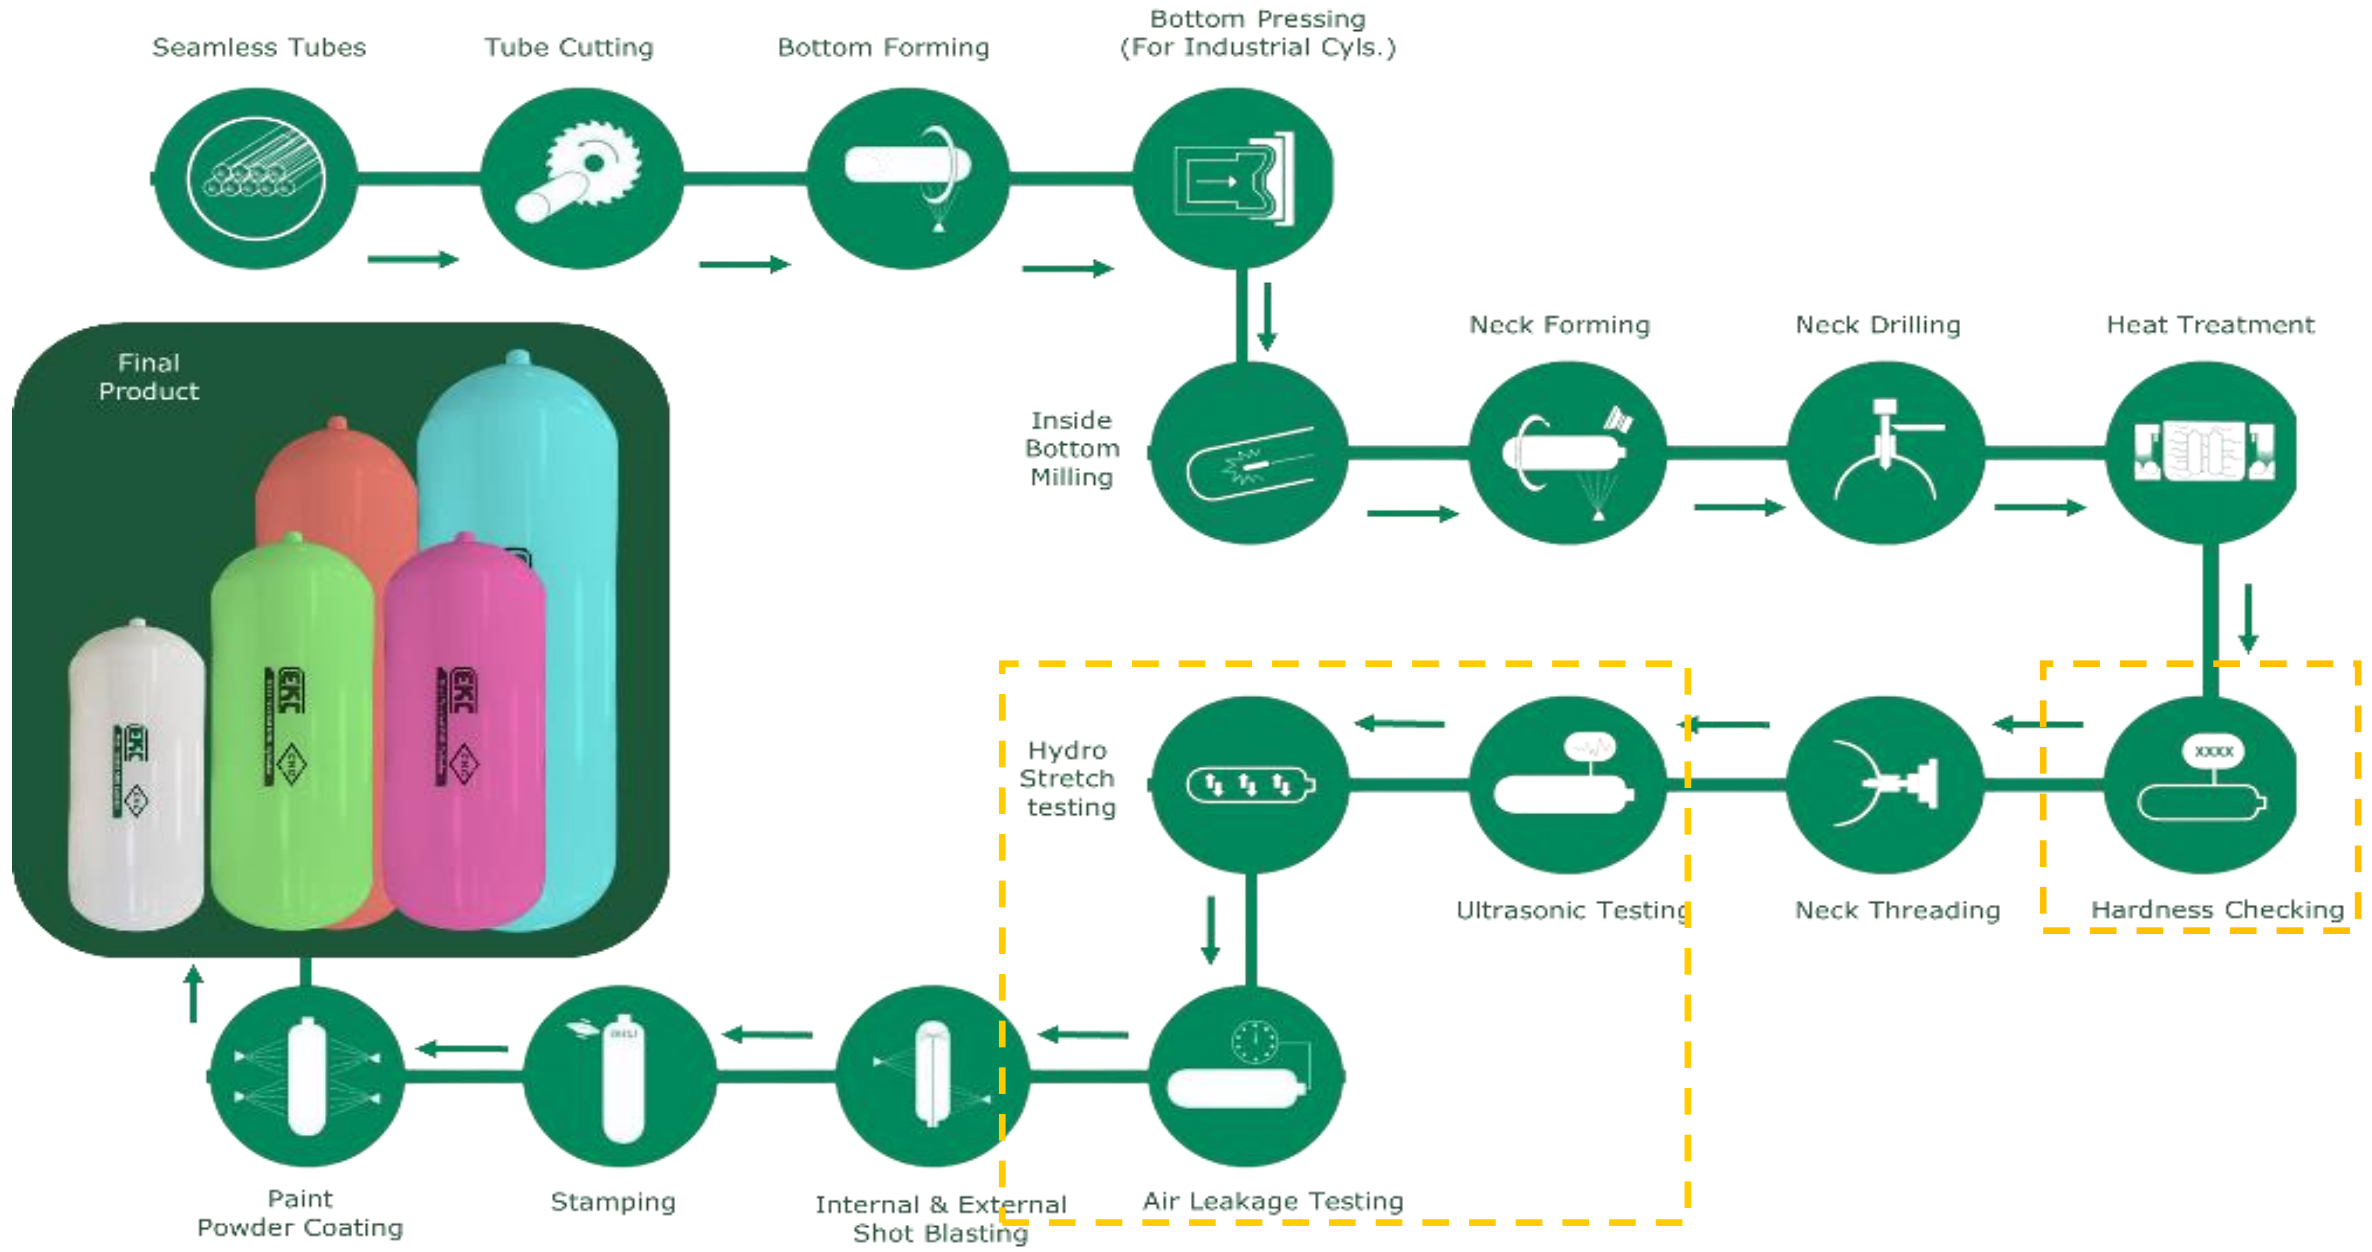 Seamless Tubes
Tube Cutting
Bottom Forming
Bottom Pressing
(For Industrial Cyls.)
Neck Forming
Neck Drilling
Heat Treatment
Inside
Bottom
Milling
Final
Product
EKC
CNG
EKC
CNG
EKC
Hydro
Stretch
testing
xxxx
Ultrasonic Testing
Neck Threading
Hardness Checking
Paint
Powder Coating
Stamping
Internal & External
Shot Blasting
Air Leakage Testing